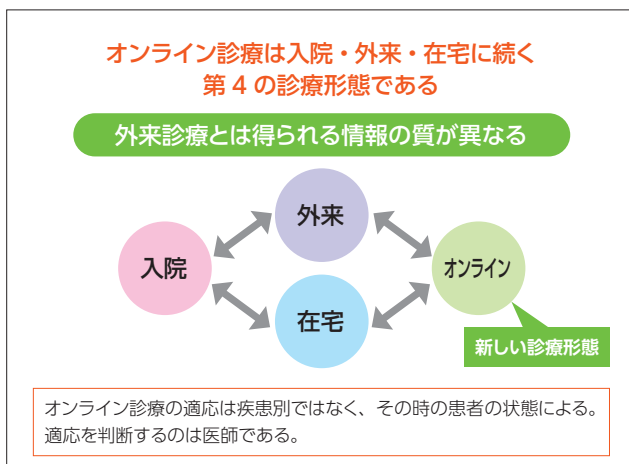 オンライン診療は入院・外来・在宅に続く
第4の診療形態である
外来診療とは得られる情報の質が異なる
外来
入院
オンライン
在宅
新しい診療形態
オンライン診療の適応は疾患別ではなく、その時の患者の状態による。
適応を判断するのは医師である。